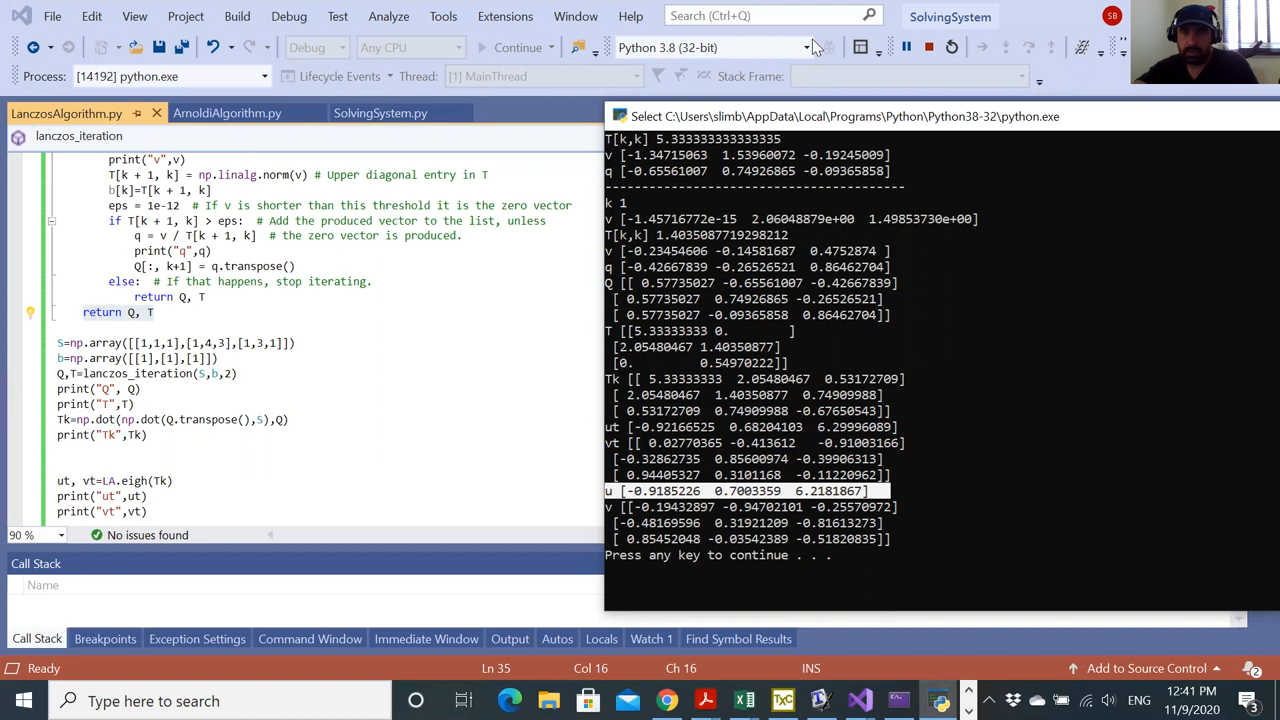 File Edit View Project Build Debug Test Analyze Tools Extensions Window Help Search (Ctrl+Q) SolvingSystem SB
Debug Any CPU Continue Python 3.8 (32-bit)
Process: [14192] python.exe Lifecycle Events Thread: [1] MainThread Stack Frame:
LanczosAlgorithm.py ArnoldiAlgorithm.py SolvingSystem.py
lanczos_iteration
print("v",v)
T[k + 1, k] = np.linalg.norm(v) # Upper diagonal entry in T
b[k]=T[k + 1, k]
eps = 1e-12 # If v is shorter than this threshold it is the zero vector
if T[k + 1, k] > eps: # Add the produced vector to the list, unless
q = v / T[k + 1, k] # the zero vector is produced.
print("q",q)
Q[:, k+1] = q.transpose()
else: # If that happens, stop iterating.
return Q, T
return Q, T
S=np.array([[1,1,1],[1,4,3],[1,3,1]])
b=np.array([[1],[1],[1]])
Q,T=lanczos_iteration(S,b,2)
print("Q", Q)
print("T",T)
Tk=np.dot(np.dot(Q.transpose(),S),Q)
print("Tk",Tk)
ut, vt=LA.eigh(Tk)
print("ut",ut)
print("vt",vt)
90 % No issues found
Select C:\Users\slimb\AppData\Local\Programs\Python\Python38-32\python.exe
T[k,k] 5.333333333333335
v [-1.34715063 1.53960072 -0.19245009]
q [-0.65561007 0.74926865 -0.09365858]
-----------------------------------------
k 1
v [-1.45716772e-15 2.06048879e+00 1.49853730e+00]
T[k,k] 1.4035087719298212
v [-0.23454606 -0.14581687 0.4752874 ]
q [-0.42667839 -0.26526521 0.86462704]
Q [[ 0.57735027 -0.65561007 -0.42667839]
[ 0.57735027 0.74926865 -0.26526521]
[ 0.57735027 -0.09365858 0.86462704]]
T [[5.33333333 0. ]
[2.05480467 1.40350877]
[0. 0.54970222]]
Tk [[ 5.33333333 2.05480467 0.53172709]
[ 2.05480467 1.40350877 0.74909988]
[ 0.53172709 0.74909988 -0.67650543]]
ut [-0.92166525 0.68204103 6.29996089]
vt [[ 0.02770365 -0.413612 -0.91003166]
[-0.32862735 0.85600974 -0.39906313]
[ 0.94405327 0.3101168 -0.11220962]]
u [-0.9185226 0.7003359 6.2181867]
v [[-0.19432897 -0.94702101 -0.25570972]
[-0.48169596 0.31921209 -0.81613273]
[ 0.85452048 -0.03542389 -0.51820835]]
Press any key to continue . . .
Call Stack
Name
Call Stack Breakpoints Exception Settings Command Window Immediate Window Output Autos Locals Watch 1 Find Symbol Results
Ready Ln 35 Col 16 Ch 16 INS Add to Source Control 2
Type here to search TXC ENG 12:41 PM
11/9/2020 3